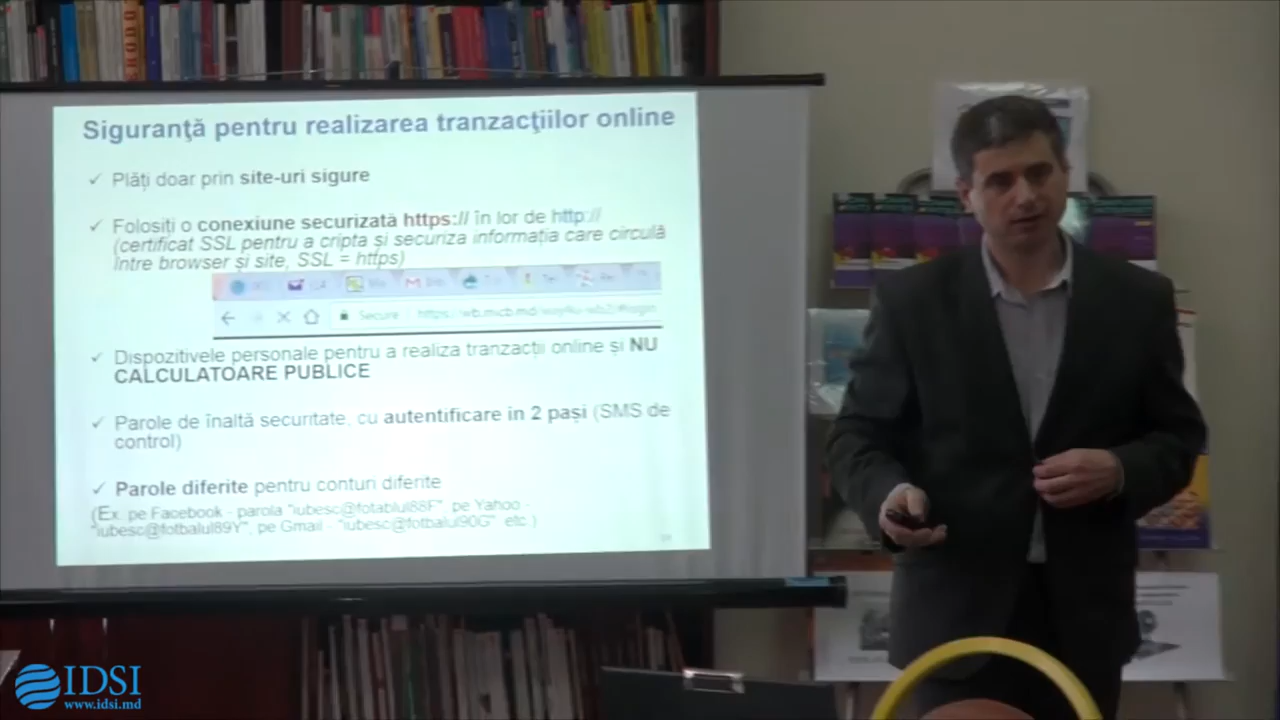 Siguranţă pentru realizarea tranzacţiilor online
✓ Plăți doar prin site-uri sigure
✓ Folosiți o conexiune securizată https:// în lor de http://
(certificat SSL pentru a cripta și securiza informația care circulă
între browser și site, SSL = https)
Secure
✓ Dispozitivele personale pentru a realiza tranzacții online și NU
CALCULATOARE PUBLICE
✓ Parole de înaltă securitate, cu autentificare in 2 pași (SMS de
control)
✓ Parole diferite pentru conturi diferite
(Ex. pe Facebook - parola "iubesc@fotablul88F", pe Yahoo -
"iubesc@fotbalul89Y", pe Gmail - "iubesc@fotbalul90G" etc.)
IDSI
www.idsi.md